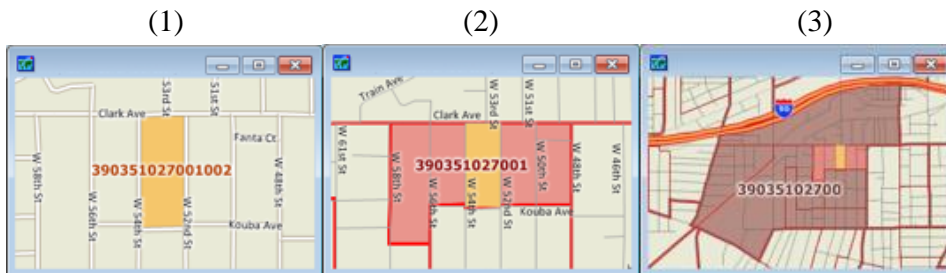 (1) (2) (3)
53rd St
51st St
Clark Ave
Fanta Ct.
390351027001002
W 58th St
W 56th St
W 54th St
W 52nd St
W 48th St
Kouba Ave
Train Ave
W 53rd St
W 51st St
Clark Ave
W 61st St
390351027001
W 58th St
W 56th St
W 54th St
W 52nd St
W 50th St
W 48th St
W 46th St
Kouba Ave
90
39035102700